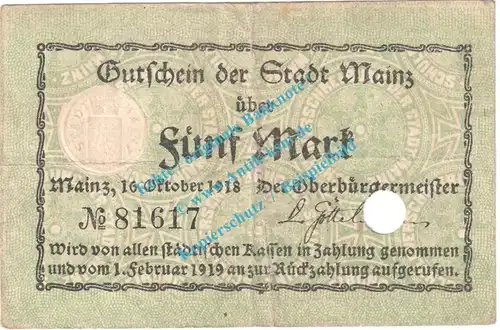 Gutschein der Stadt Mainz
über
Fünf Mark
Mainz, 16. Oktober 1918 Der Oberbürgermeister
№ 81617
Wird von allen städtischen Kassen in Zahlung genommen
und vom 1. Februar 1919 an zur Rückzahlung aufgerufen.